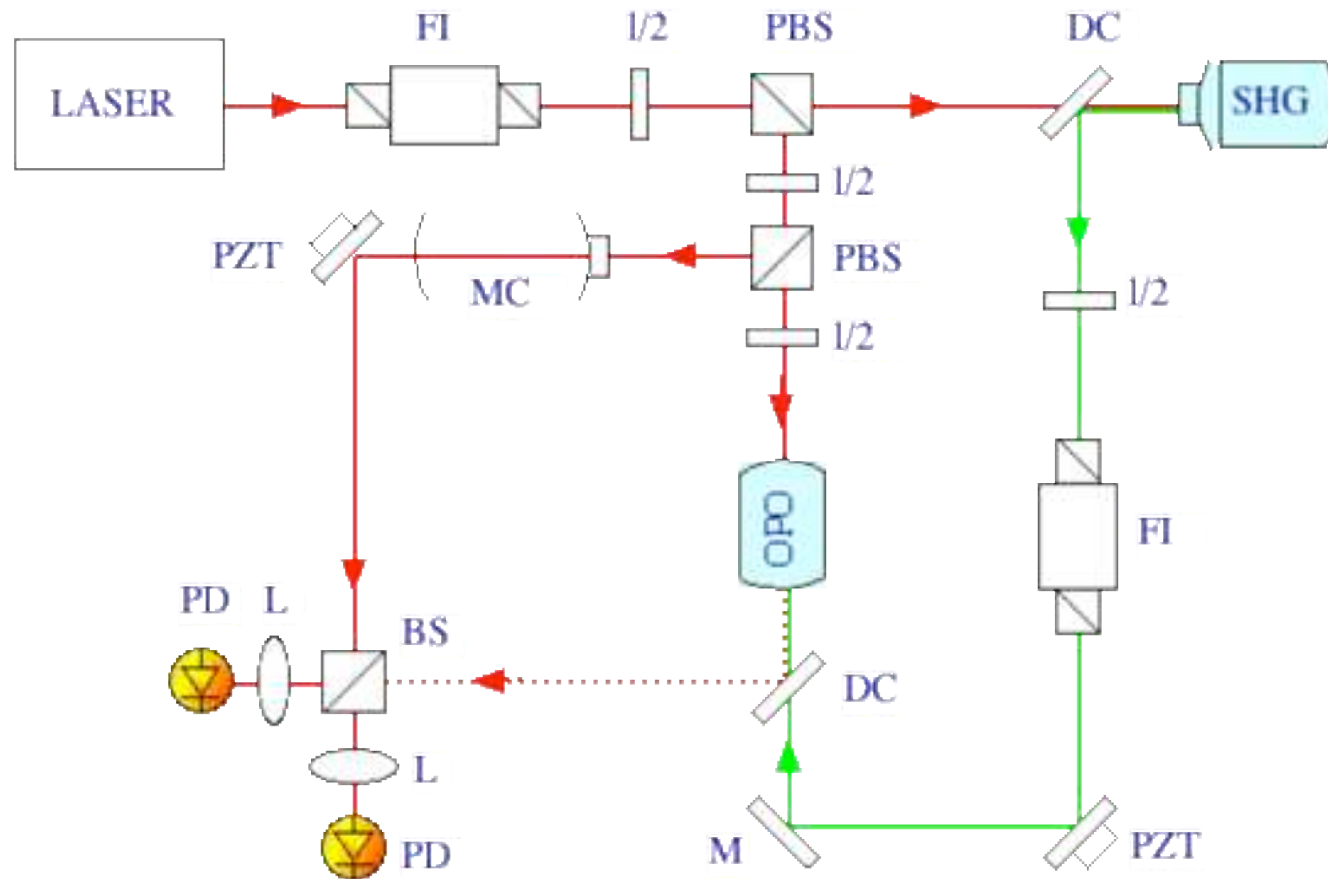 FI
l/2
PBS
DC
LASER
SHG
l/2
PZT
MC
PBS
l/2
l/2
OPO
FI
PD
L
BS
DC
L
PD
M
PZT